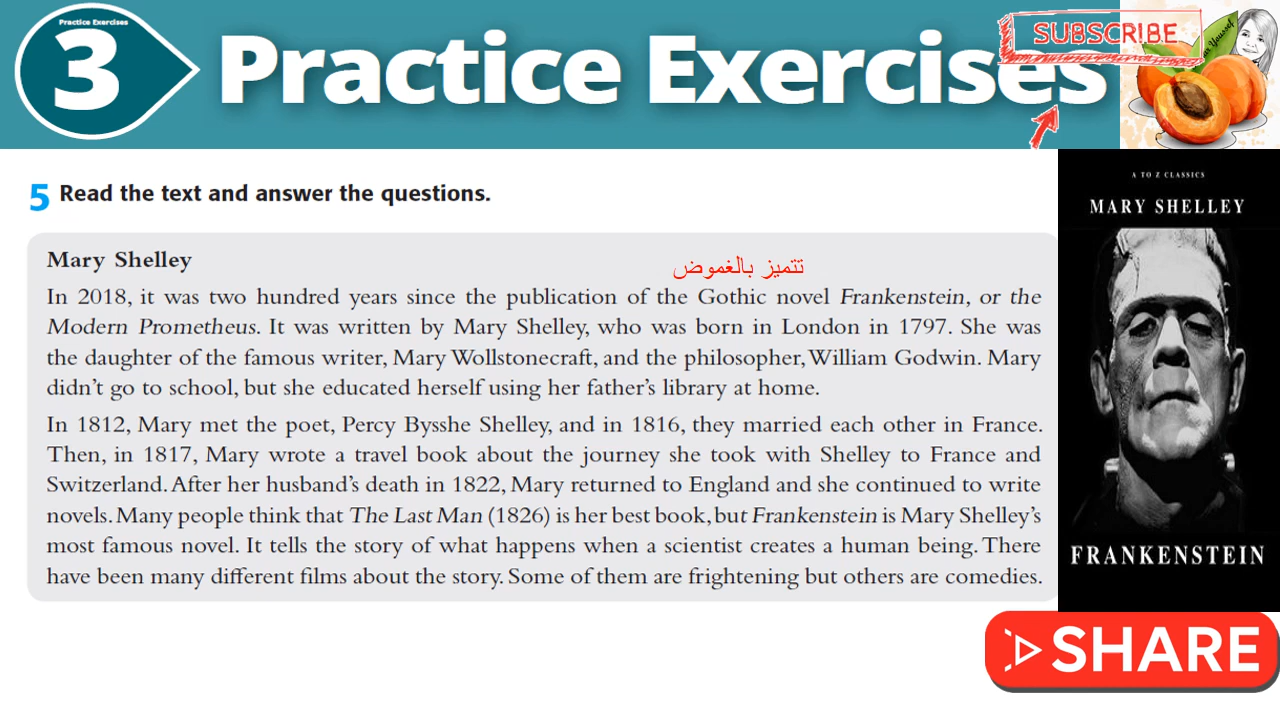 Practice Exercises
3
Practice Exercises
SUBSCRIBE
Youssef
5 Read the text and answer the questions.
Mary Shelley
تتميز بالغموض
In 2018, it was two hundred years since the publication of the Gothic novel Frankenstein, or the
Modern Prometheus. It was written by Mary Shelley, who was born in London in 1797. She was
the daughter of the famous writer, Mary Wollstonecraft, and the philosopher, William Godwin. Mary
didn't go to school, but she educated herself using her father's library at home.
In 1812, Mary met the poet, Percy Bysshe Shelley, and in 1816, they married each other in France.
Then, in 1817, Mary wrote a travel book about the journey she took with Shelley to France and
Switzerland. After her husband's death in 1822, Mary returned to England and she continued to write
novels. Many people think that The Last Man (1826) is her best book, but Frankenstein is Mary Shelley's
most famous novel. It tells the story of what happens when a scientist creates a human being. There
have been many different films about the story. Some of them are frightening but others are comedies.
A TO Z CLASSICS
MARY SHELLEY
FRANKENSTEIN
SHARE